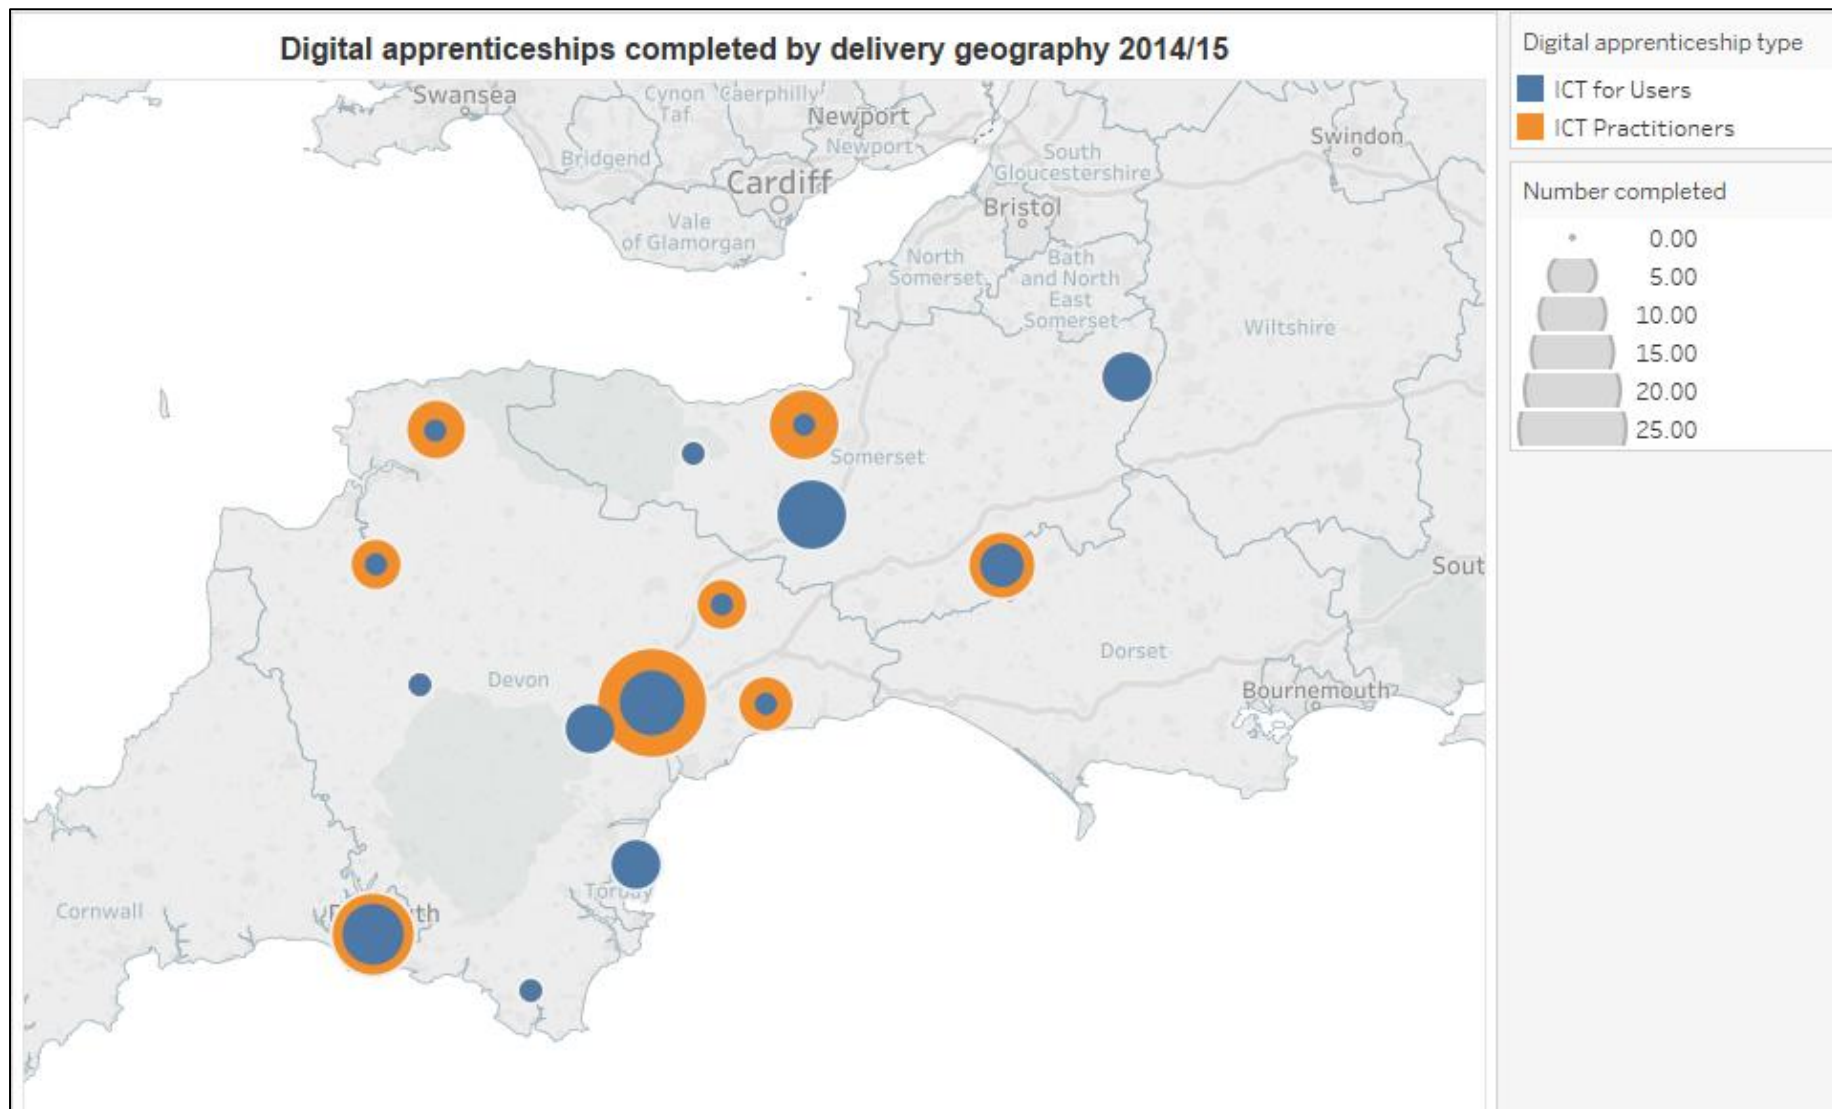 Digital apprenticeships completed by delivery geography 2014/15
Digital apprenticeship type
ICT for Users
ICT Practitioners
Number completed
0.00
5.00
10.00
15.00
20.00
25.00
Swansea
Cynon
Taf
Caerphilly
Newport
Newport
Bridgend
Cardiff
Vale
of Glamorgan
South
Gloucestershire
Swindon
Bristol
North
Somerset
Bath
and North
East
Somerset
Wiltshire
Somerset
Sout
Devon
Dorset
Bournemouth
Torbay
Cornwall